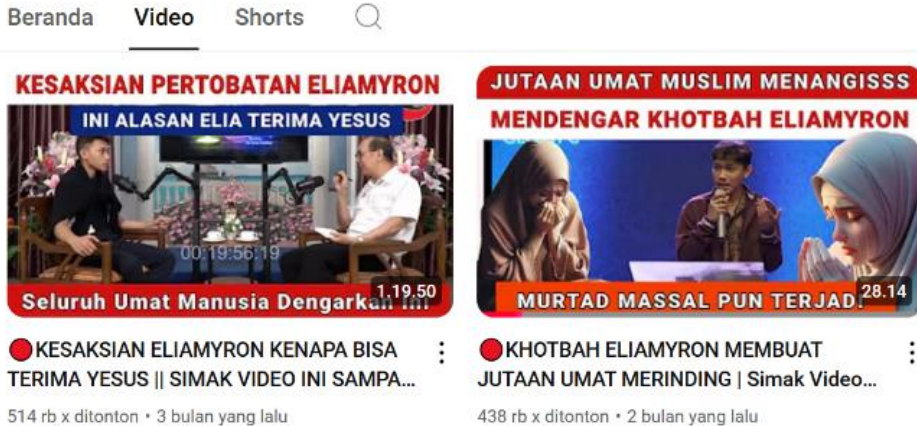 Beranda Video Shorts
KESAKSIAN PERTOBATAN ELIAMYRON
INI ALASAN ELIA TERIMA YESUS
00:19:56:19
1.19.50
Seluruh Umat Manusia Dengarkan Ini
🔴KESAKSIAN ELIAMYRON KENAPA BISA
TERIMA YESUS || SIMAK VIDEO INI SAMPA...
514 rb x ditonton • 3 bulan yang lalu
JUTAAN UMAT MUSLIM MENANGISSS
MENDENGAR KHOTBAH ELIAMYRON
28.14
MURTAD MASSAL PUN TERJADI
🔴KHOTBAH ELIAMYRON MEMBUAT
JUTAAN UMAT MERINDING | Simak Video...
438 rb x ditonton • 2 bulan yang lalu